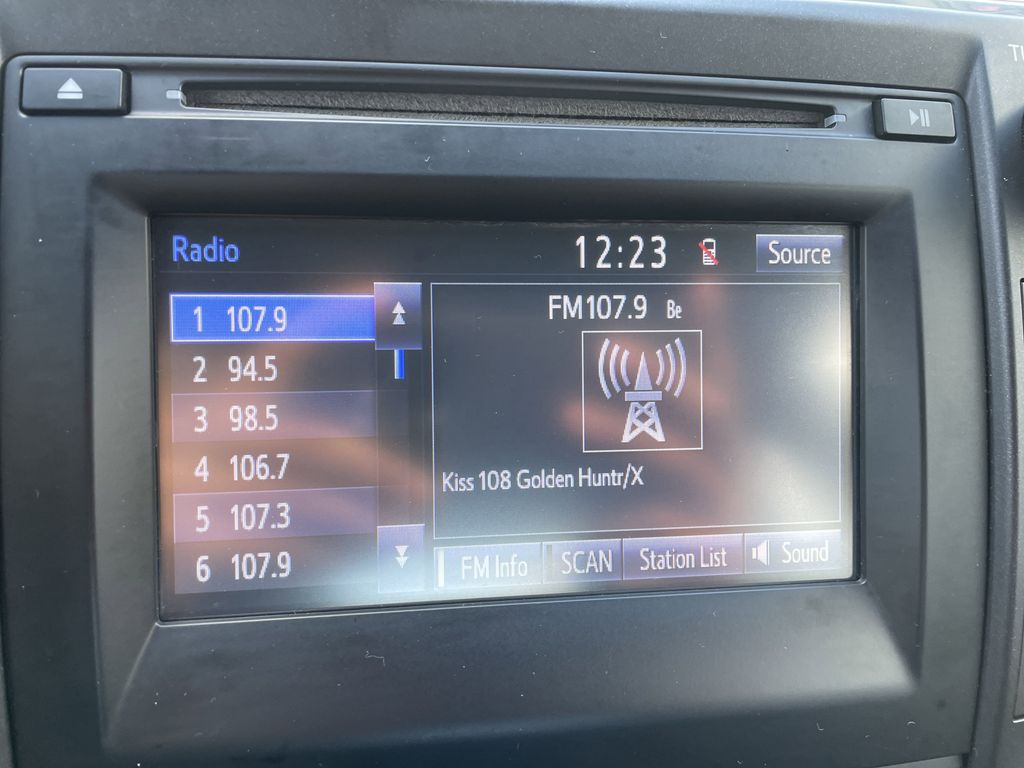 Radio
12:23
Source
1 107.9
2 94.5
3 98.5
4 106.7
5 107.3
6 107.9
FM107.9 Be
Kiss 108 Golden Huntr/X
FM Info
SCAN
Station List
Sound